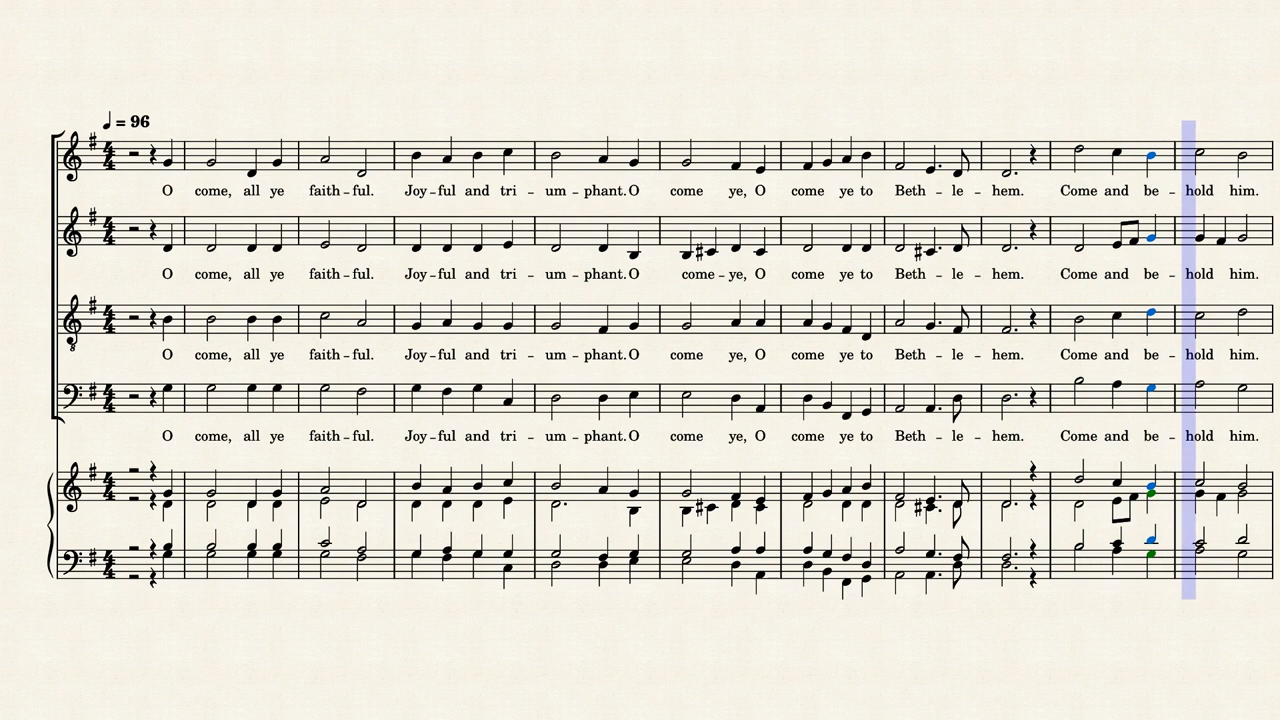 = 96
O come, all ye faith – ful. Joy – ful and tri – um – phant. O come ye, O come ye to Beth – le – hem. Come and be – hold him.
O come, all ye faith – ful. Joy – ful and tri – um – phant. O come – ye, O come ye to Beth – le – hem. Come and be – hold him.
8
O come, all ye faith – ful. Joy – ful and tri – um – phant. O come ye, O come ye to Beth – le – hem. Come and be – hold him.
O come, all ye faith – ful. Joy – ful and tri – um – phant. O come ye, O come ye to Beth – le – hem. Come and be – hold him.